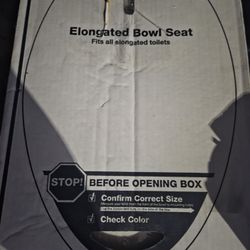 Elongated Bowl Seat
Fits all elongated toilets
STOP!
BEFORE OPENING BOX
Confirm Correct Size
Check Color